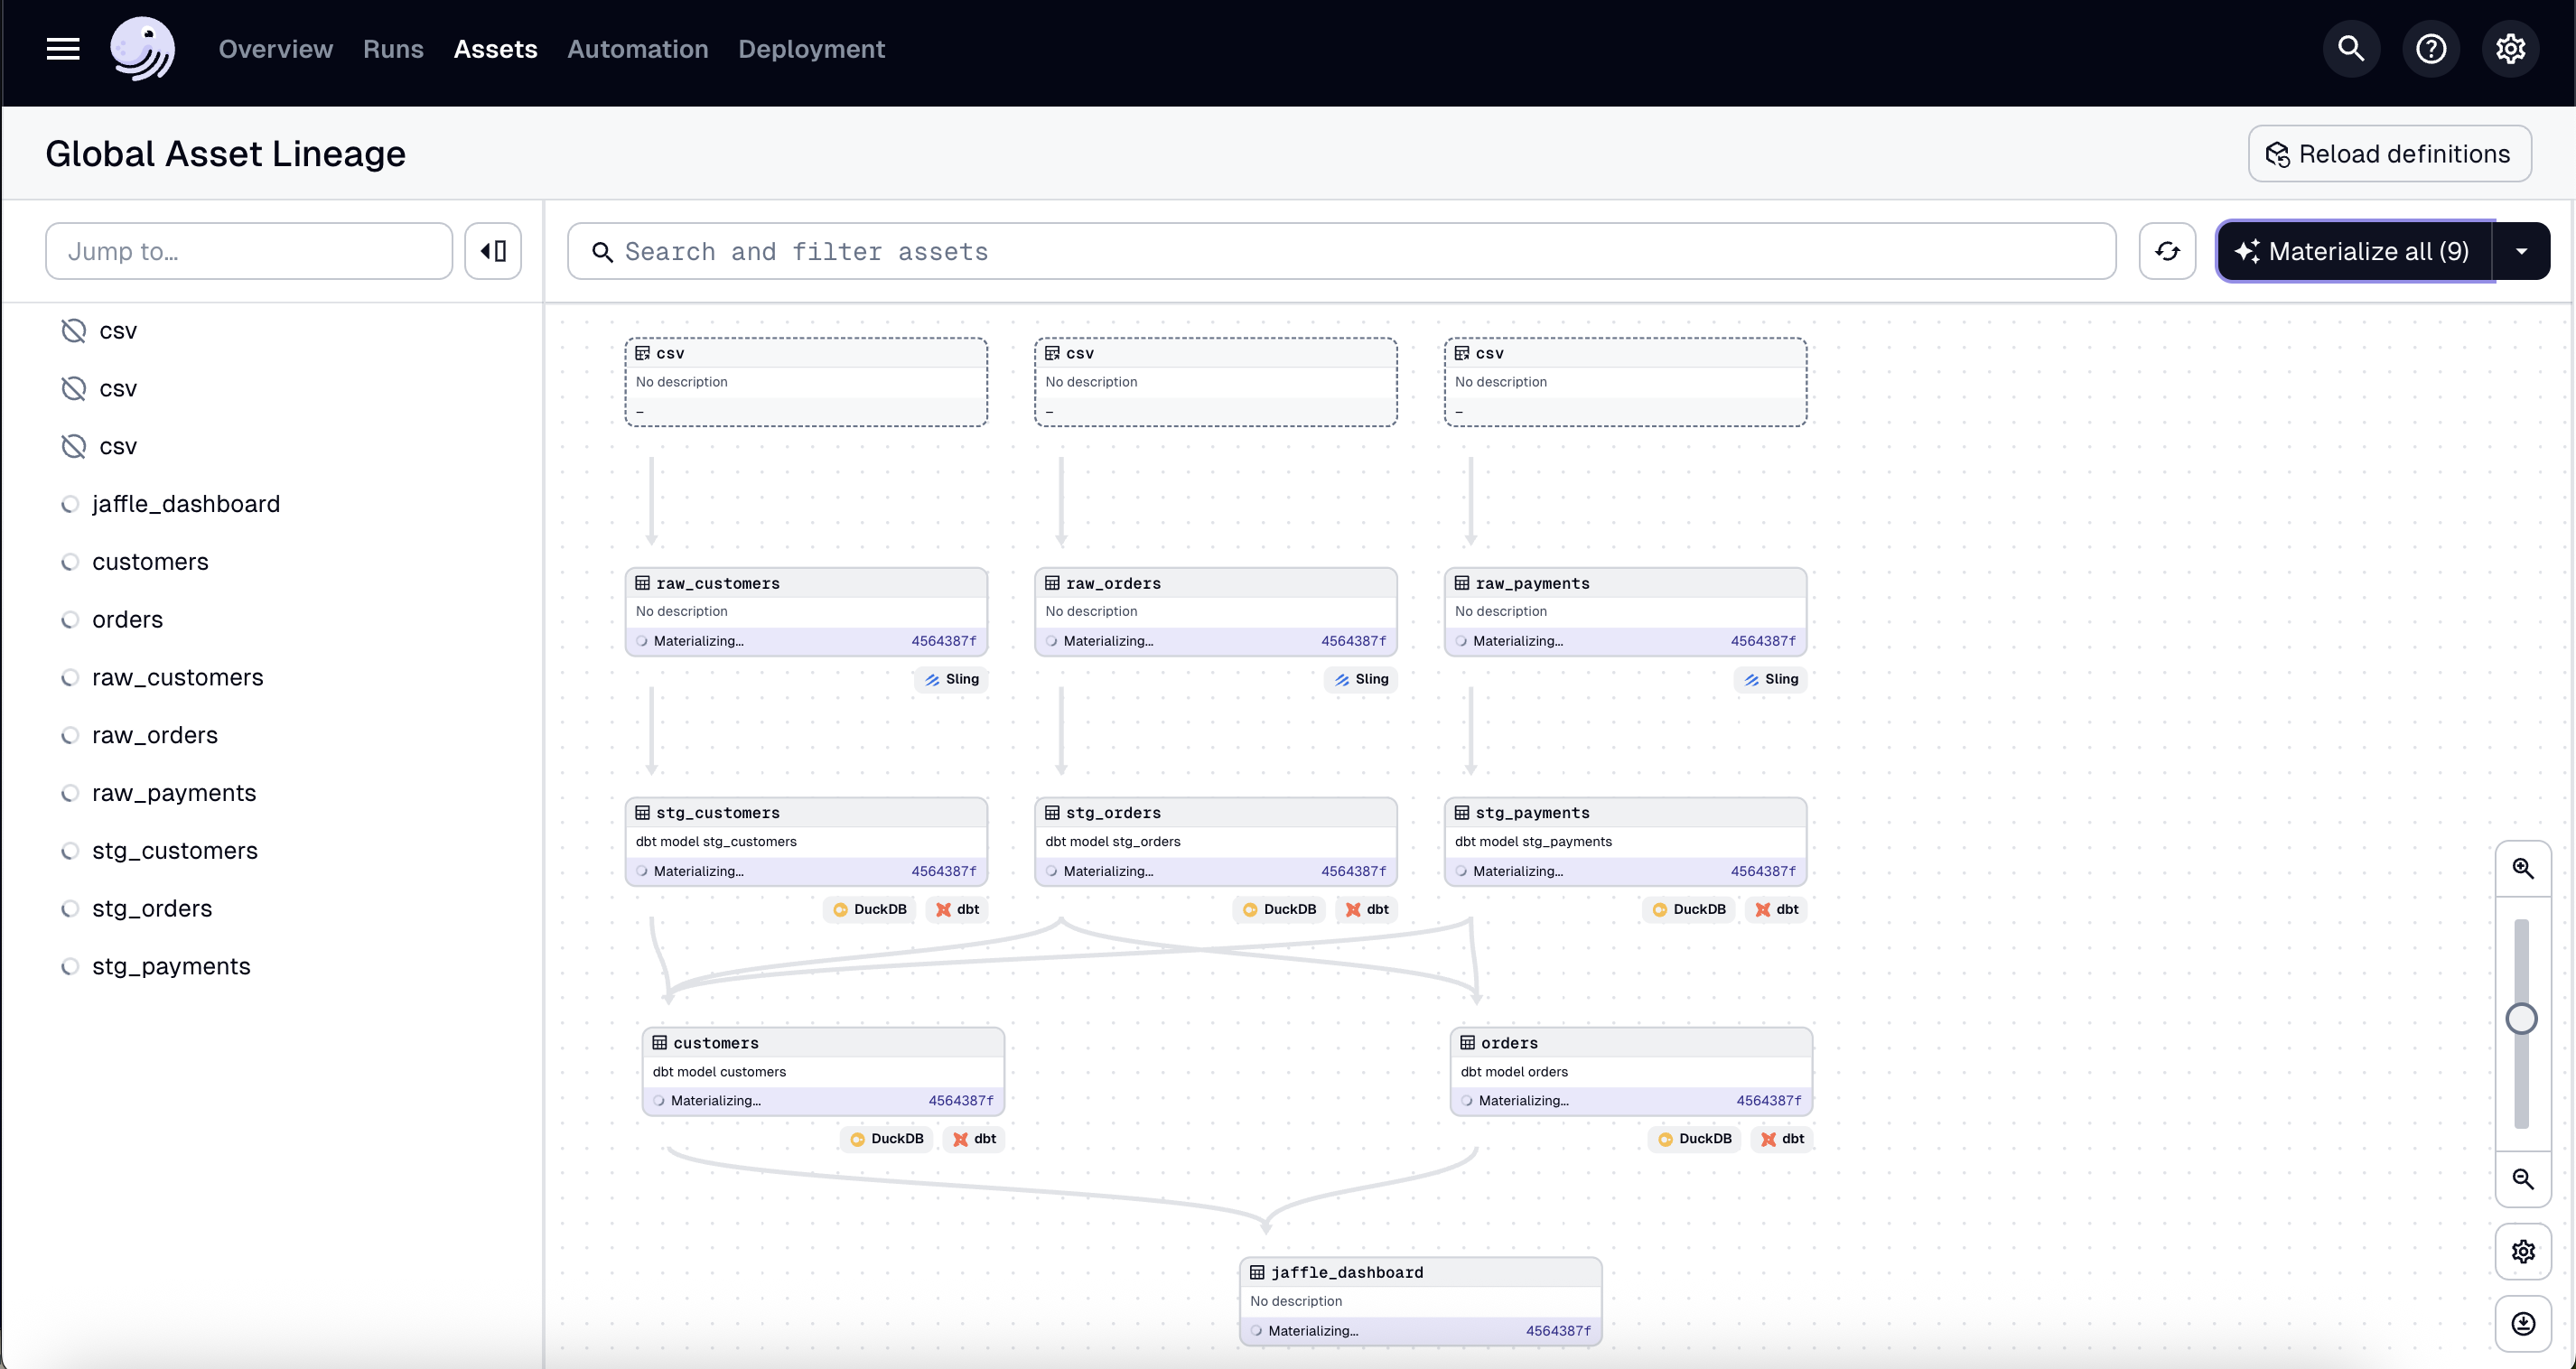 Overview Runs Assets Automation Deployment
Global Asset Lineage
Reload definitions
Jump to…
Search and filter assets
Materialize all (9)
csv
csv
csv
jaffle_dashboard
customers
orders
raw_customers
raw_orders
raw_payments
stg_customers
stg_orders
stg_payments
csv
No description
–
csv
No description
–
csv
No description
–
raw_customers
No description
Materializing... 4564387f
Sling
raw_orders
No description
Materializing... 4564387f
Sling
raw_payments
No description
Materializing... 4564387f
Sling
stg_customers
dbt model stg_customers
Materializing... 4564387f
DuckDB dbt
stg_orders
dbt model stg_orders
Materializing... 4564387f
DuckDB dbt
stg_payments
dbt model stg_payments
Materializing... 4564387f
DuckDB dbt
customers
dbt model customers
Materializing... 4564387f
DuckDB dbt
orders
dbt model orders
Materializing... 4564387f
DuckDB dbt
jaffle_dashboard
No description
Materializing... 4564387f